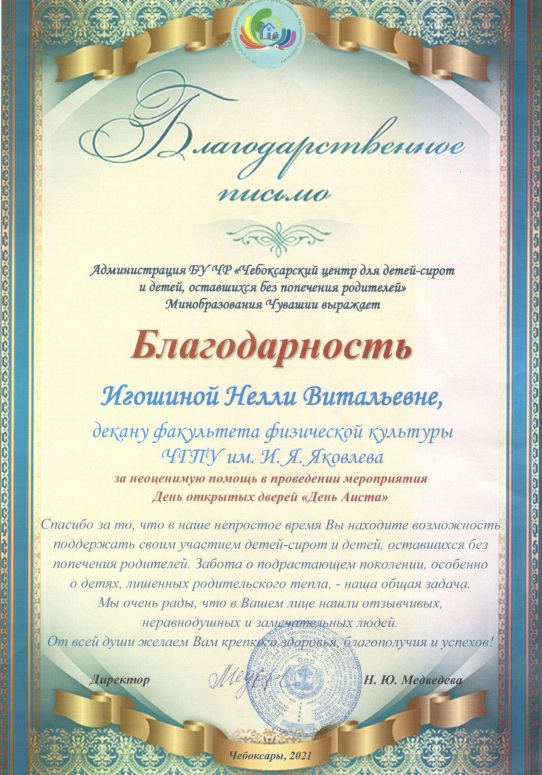 Благодарственное
письмо
Администрация БУ ЧР «Чебоксарский центр для детей-сирот
и детей, оставшихся без попечения родителей»
Минобразования Чувашии выражает
Благодарность
Игошиной Нелли Витальевне,
декану факультета физической культуры
ЧГПУ им. И. Я. Яковлева
за неоценимую помощь в проведении мероприятия
День открытых дверей «День Аиста»
Спасибо за то, что в наше непростое время Вы находите возможность
поддержать своим участием детей-сирот и детей, оставшихся без
попечения родителей. Забота о подрастающем поколении, особенно
о детях, лишенных родительского тепла, - наша общая задача.
Мы очень рады, что в Вашем лице нашли отзывчивых,
неравнодушных и замечательных людей.
От всей души желаем Вам крепкого здоровья, благополучия и успехов!
Директор Н. Ю. Медведева
Чебоксары, 2021